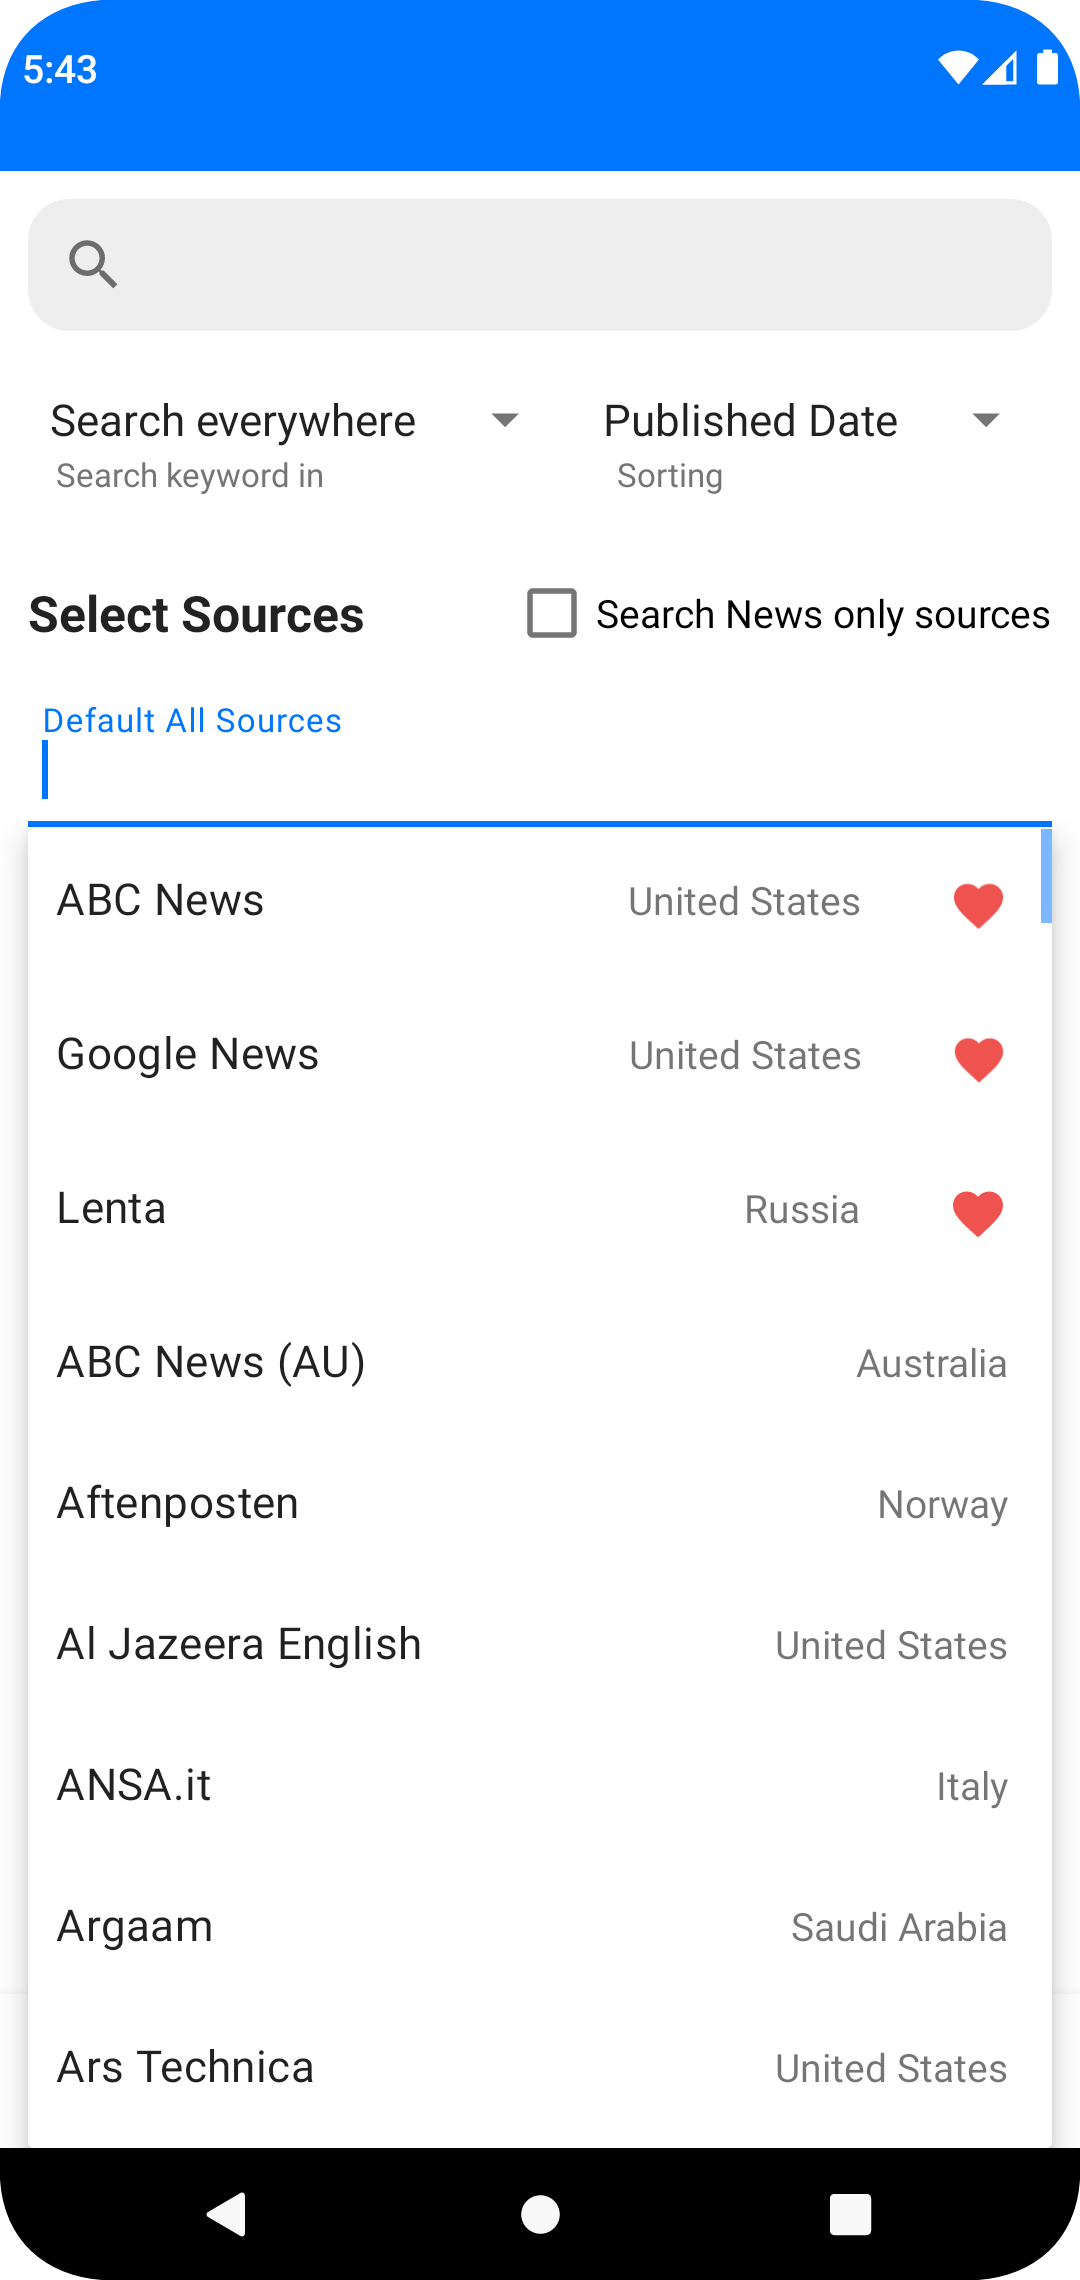 5:43
Search everywhere
Published Date
Search keyword in
Sorting
Select Sources
Search News only sources
Default All Sources
ABC News United States
Google News United States
Lenta Russia
ABC News (AU) Australia
Aftenposten Norway
Al Jazeera English United States
ANSA.it Italy
Argaam Saudi Arabia
Ars Technica United States